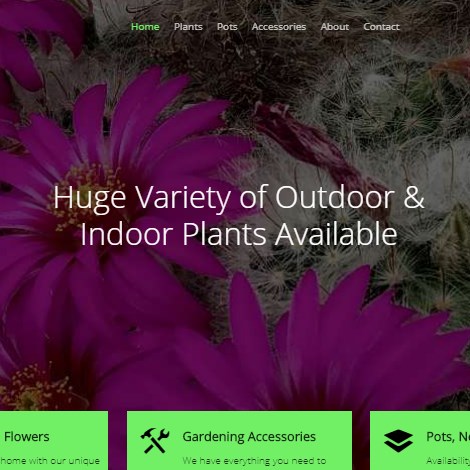 Home Plants Pots Accessories About Contact
Huge Variety of Outdoor &
Indoor Plants Available
Flowers
home with our unique
Gardening Accessories
We have everything you need to
Pots, Ne
Availabili